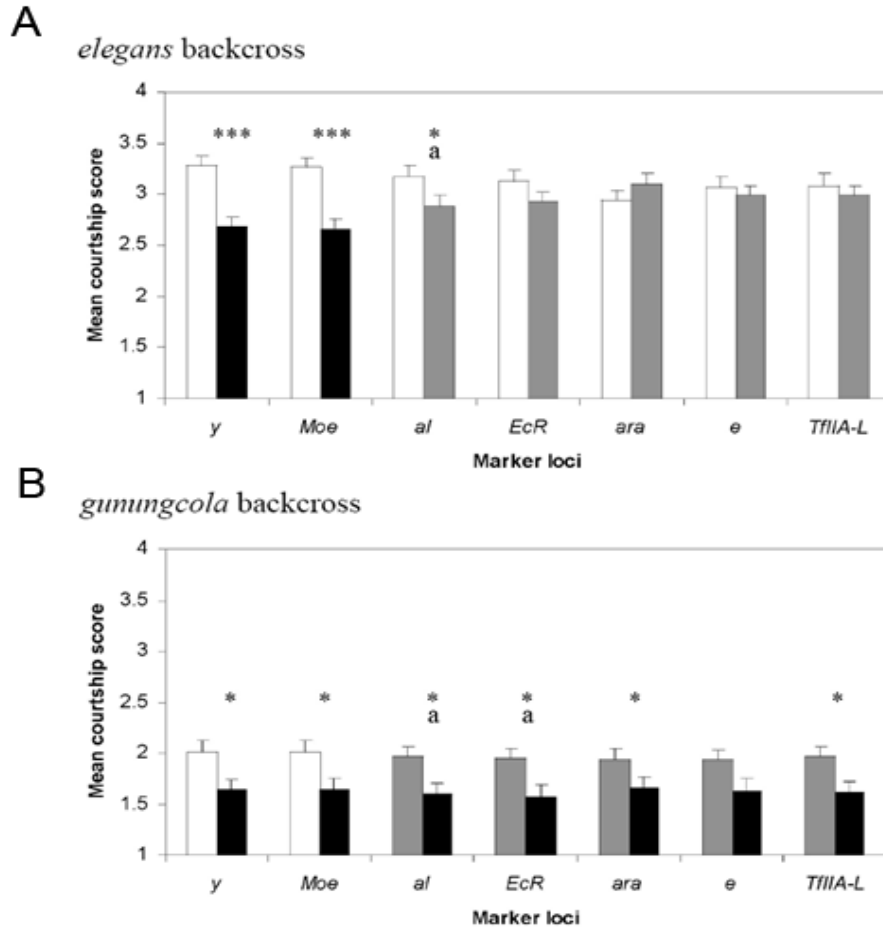 A
elegans backcross
4
3.5
3
2.5
2
1.5
1
Mean courtship score
*** *** *
a
y Moe al EcR ara e TfIIA-L
Marker loci
B
gunungcola backcross
4
3.5
3
2.5
2
1.5
1
Mean courtship score
* * * * * *
a a
y Moe al EcR ara e TfIIA-L
Marker loci